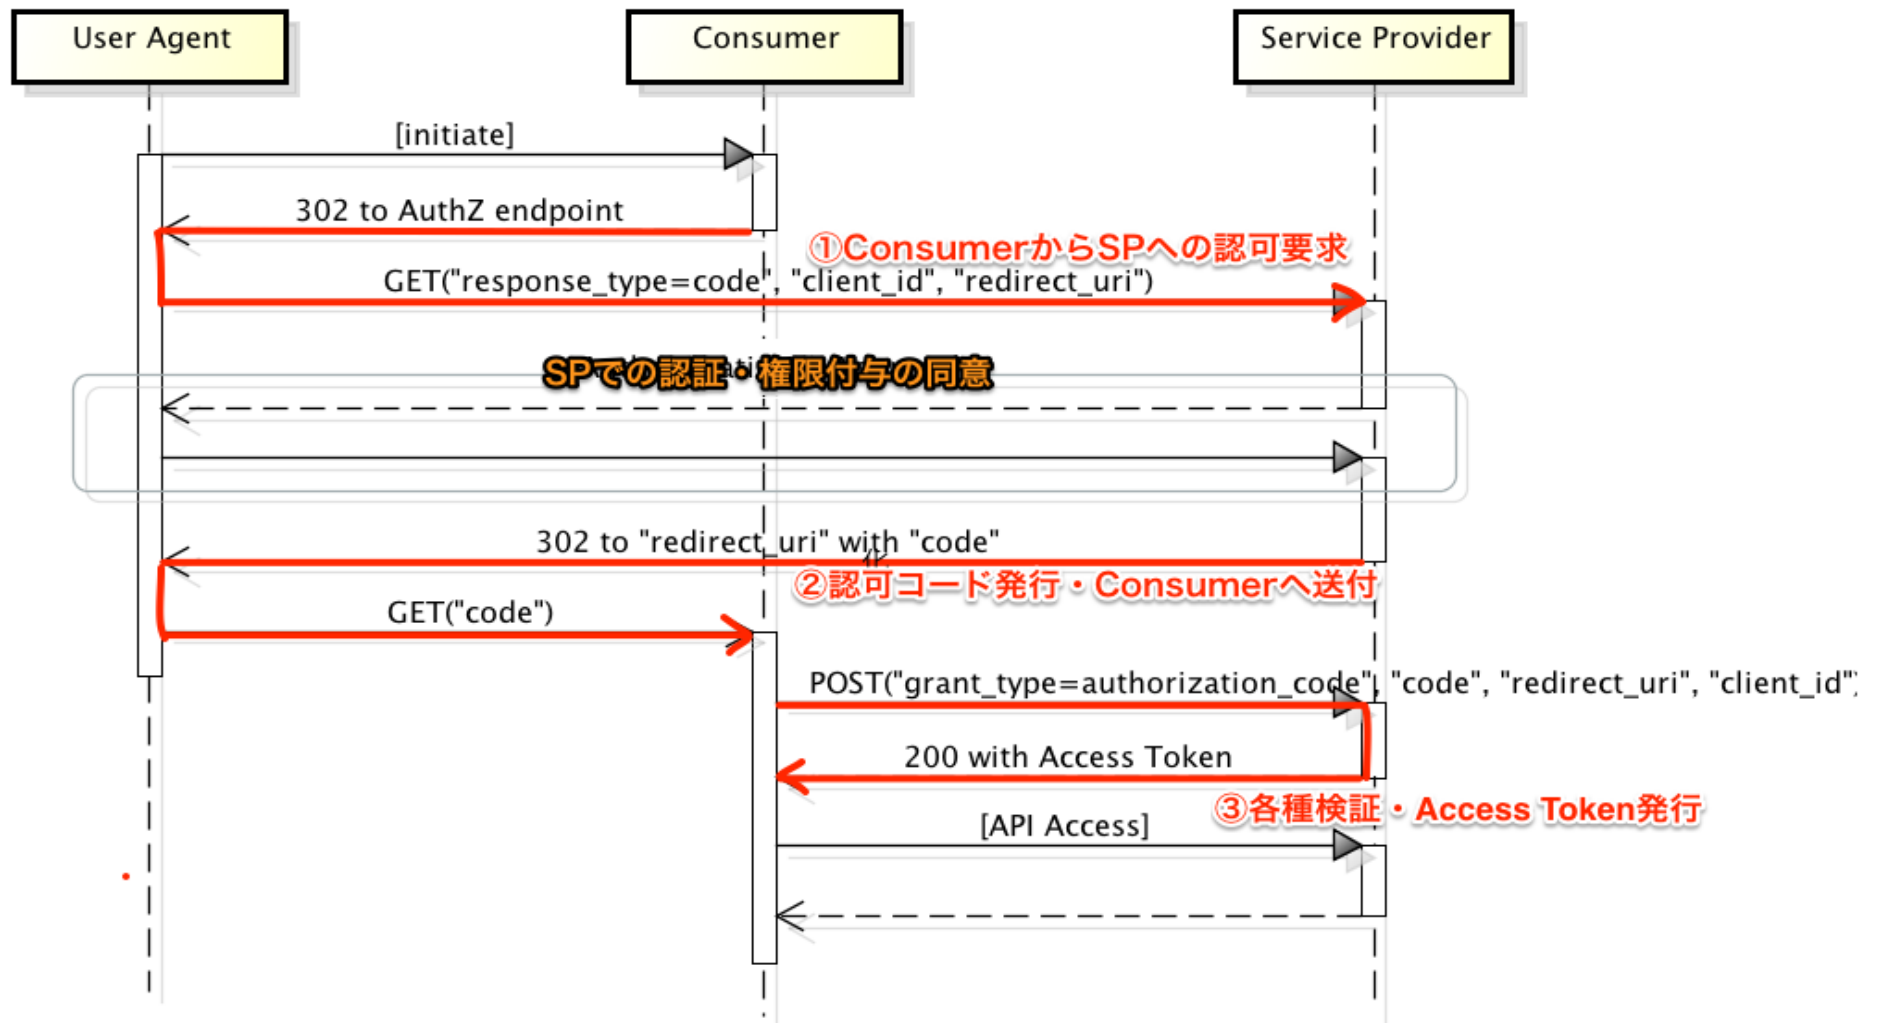 User Agent
Consumer
Service Provider
[initiate]
302 to AuthZ endpoint
①ConsumerからSPへの認可要求
GET("response_type=code", "client_id", "redirect_uri")
SPでの認証・権限付与の同意
302 to "redirect_uri" with "code"
②認可コード発行・Consumerへ送付
GET("code")
POST("grant_type=authorization_code", "code", "redirect_uri", "client_id")
200 with Access Token
③各種検証・Access Token発行
[API Access]